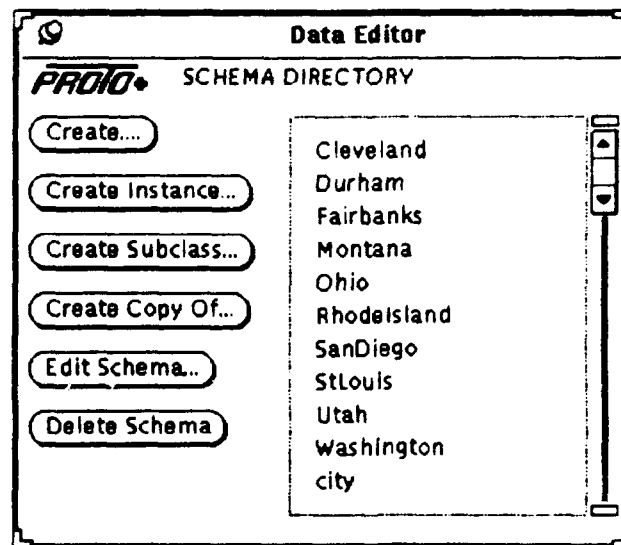 Data Editor
PROTO+ SCHEMA DIRECTORY
Create....
Create Instance...
Create Subclass...
Create Copy Of...
Edit Schema...
Delete Schema
Cleveland
Durham
Fairbanks
Montana
Ohio
RhodeIsland
SanDiego
StLouis
Utah
Washington
city